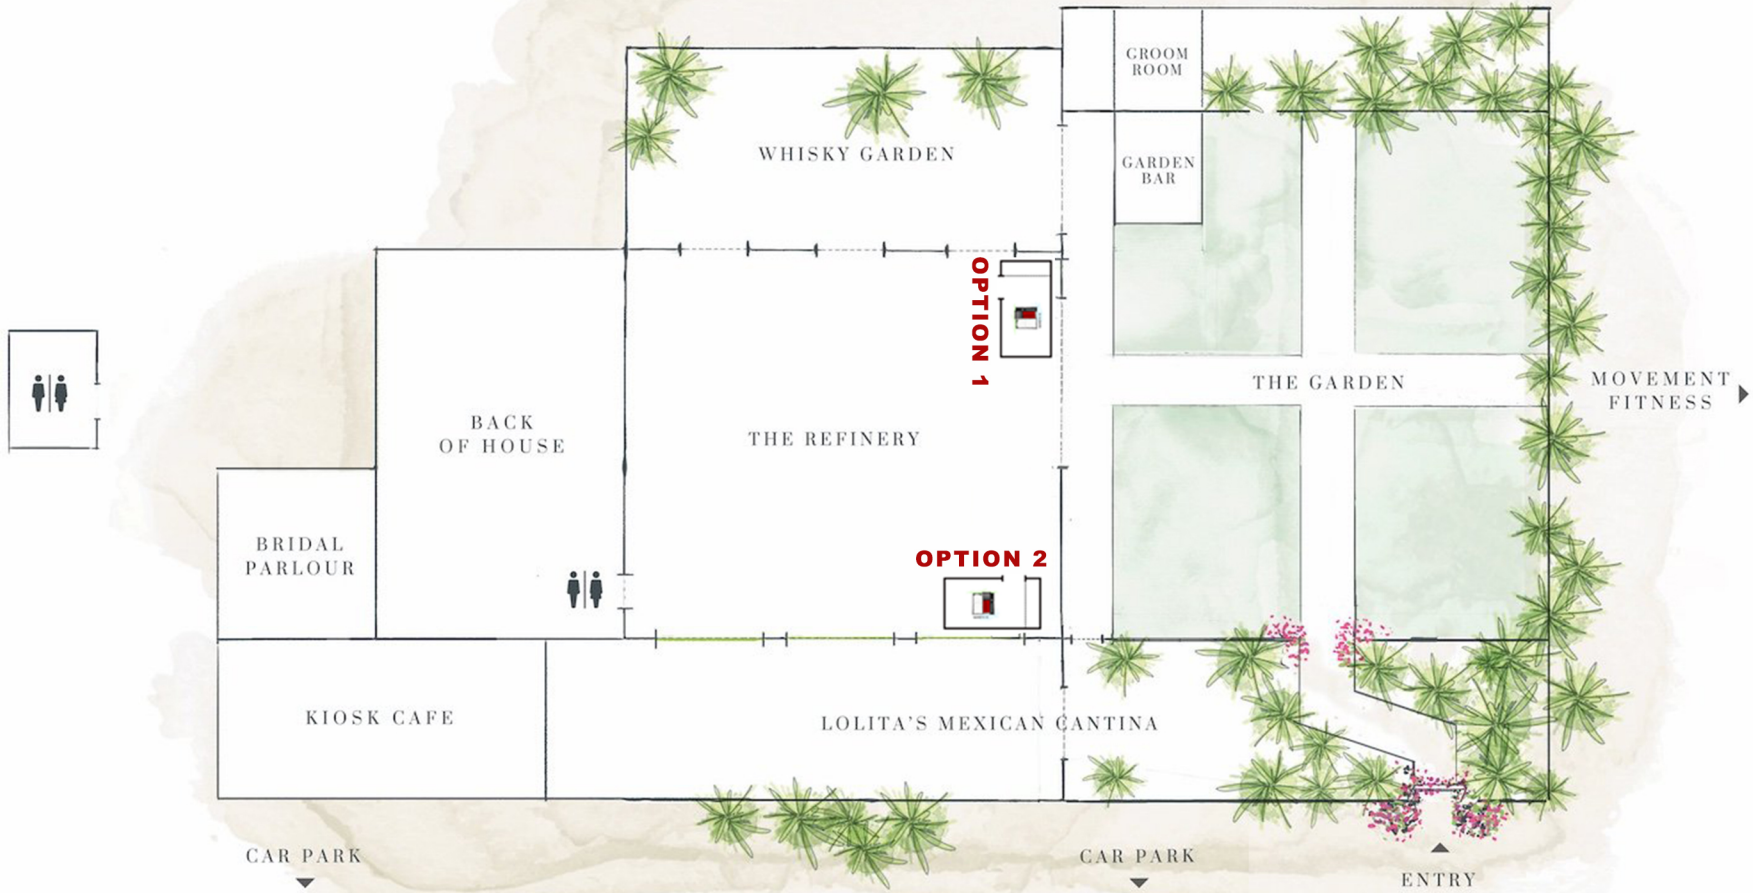 GROOM
ROOM
WHISKY GARDEN
GARDEN
BAR
OPTION 1
THE GARDEN
MOVEMENT
FITNESS
BACK
OF HOUSE
THE REFINERY
BRIDAL
PARLOUR
OPTION 2
KIOSK CAFE
LOLITA'S MEXICAN CANTINA
CAR PARK
CAR PARK
ENTRY